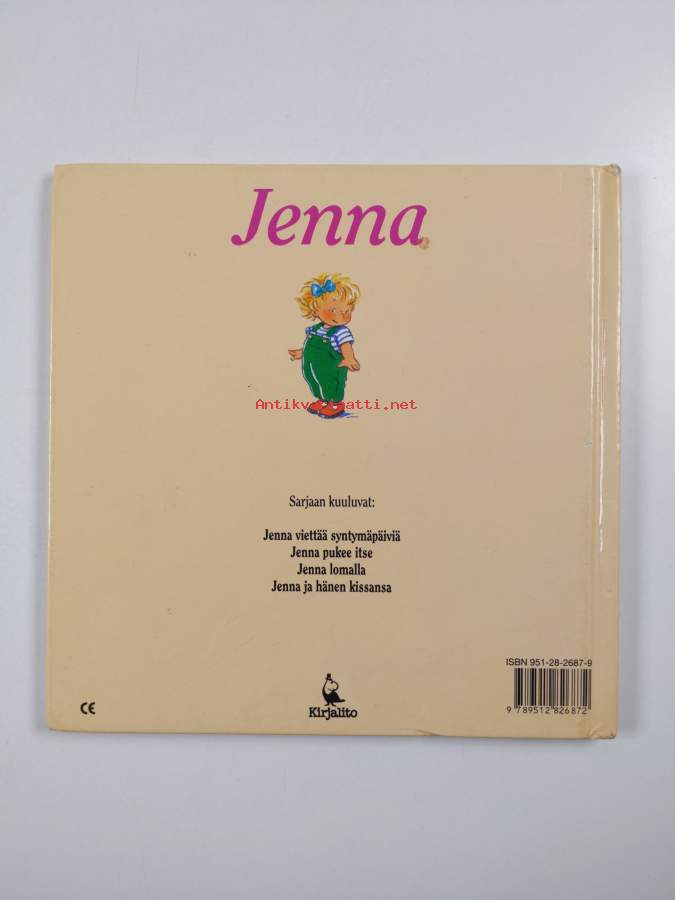 Jenna
Antikvariaatti.net
Sarjaan kuuluvat:
Jenna viettää syntymäpäiviä
Jenna pukee itse
Jenna lomalla
Jenna ja hänen kissansa
ISBN 951-28-2687-9
9 789512 826872
CE
Kirjalito